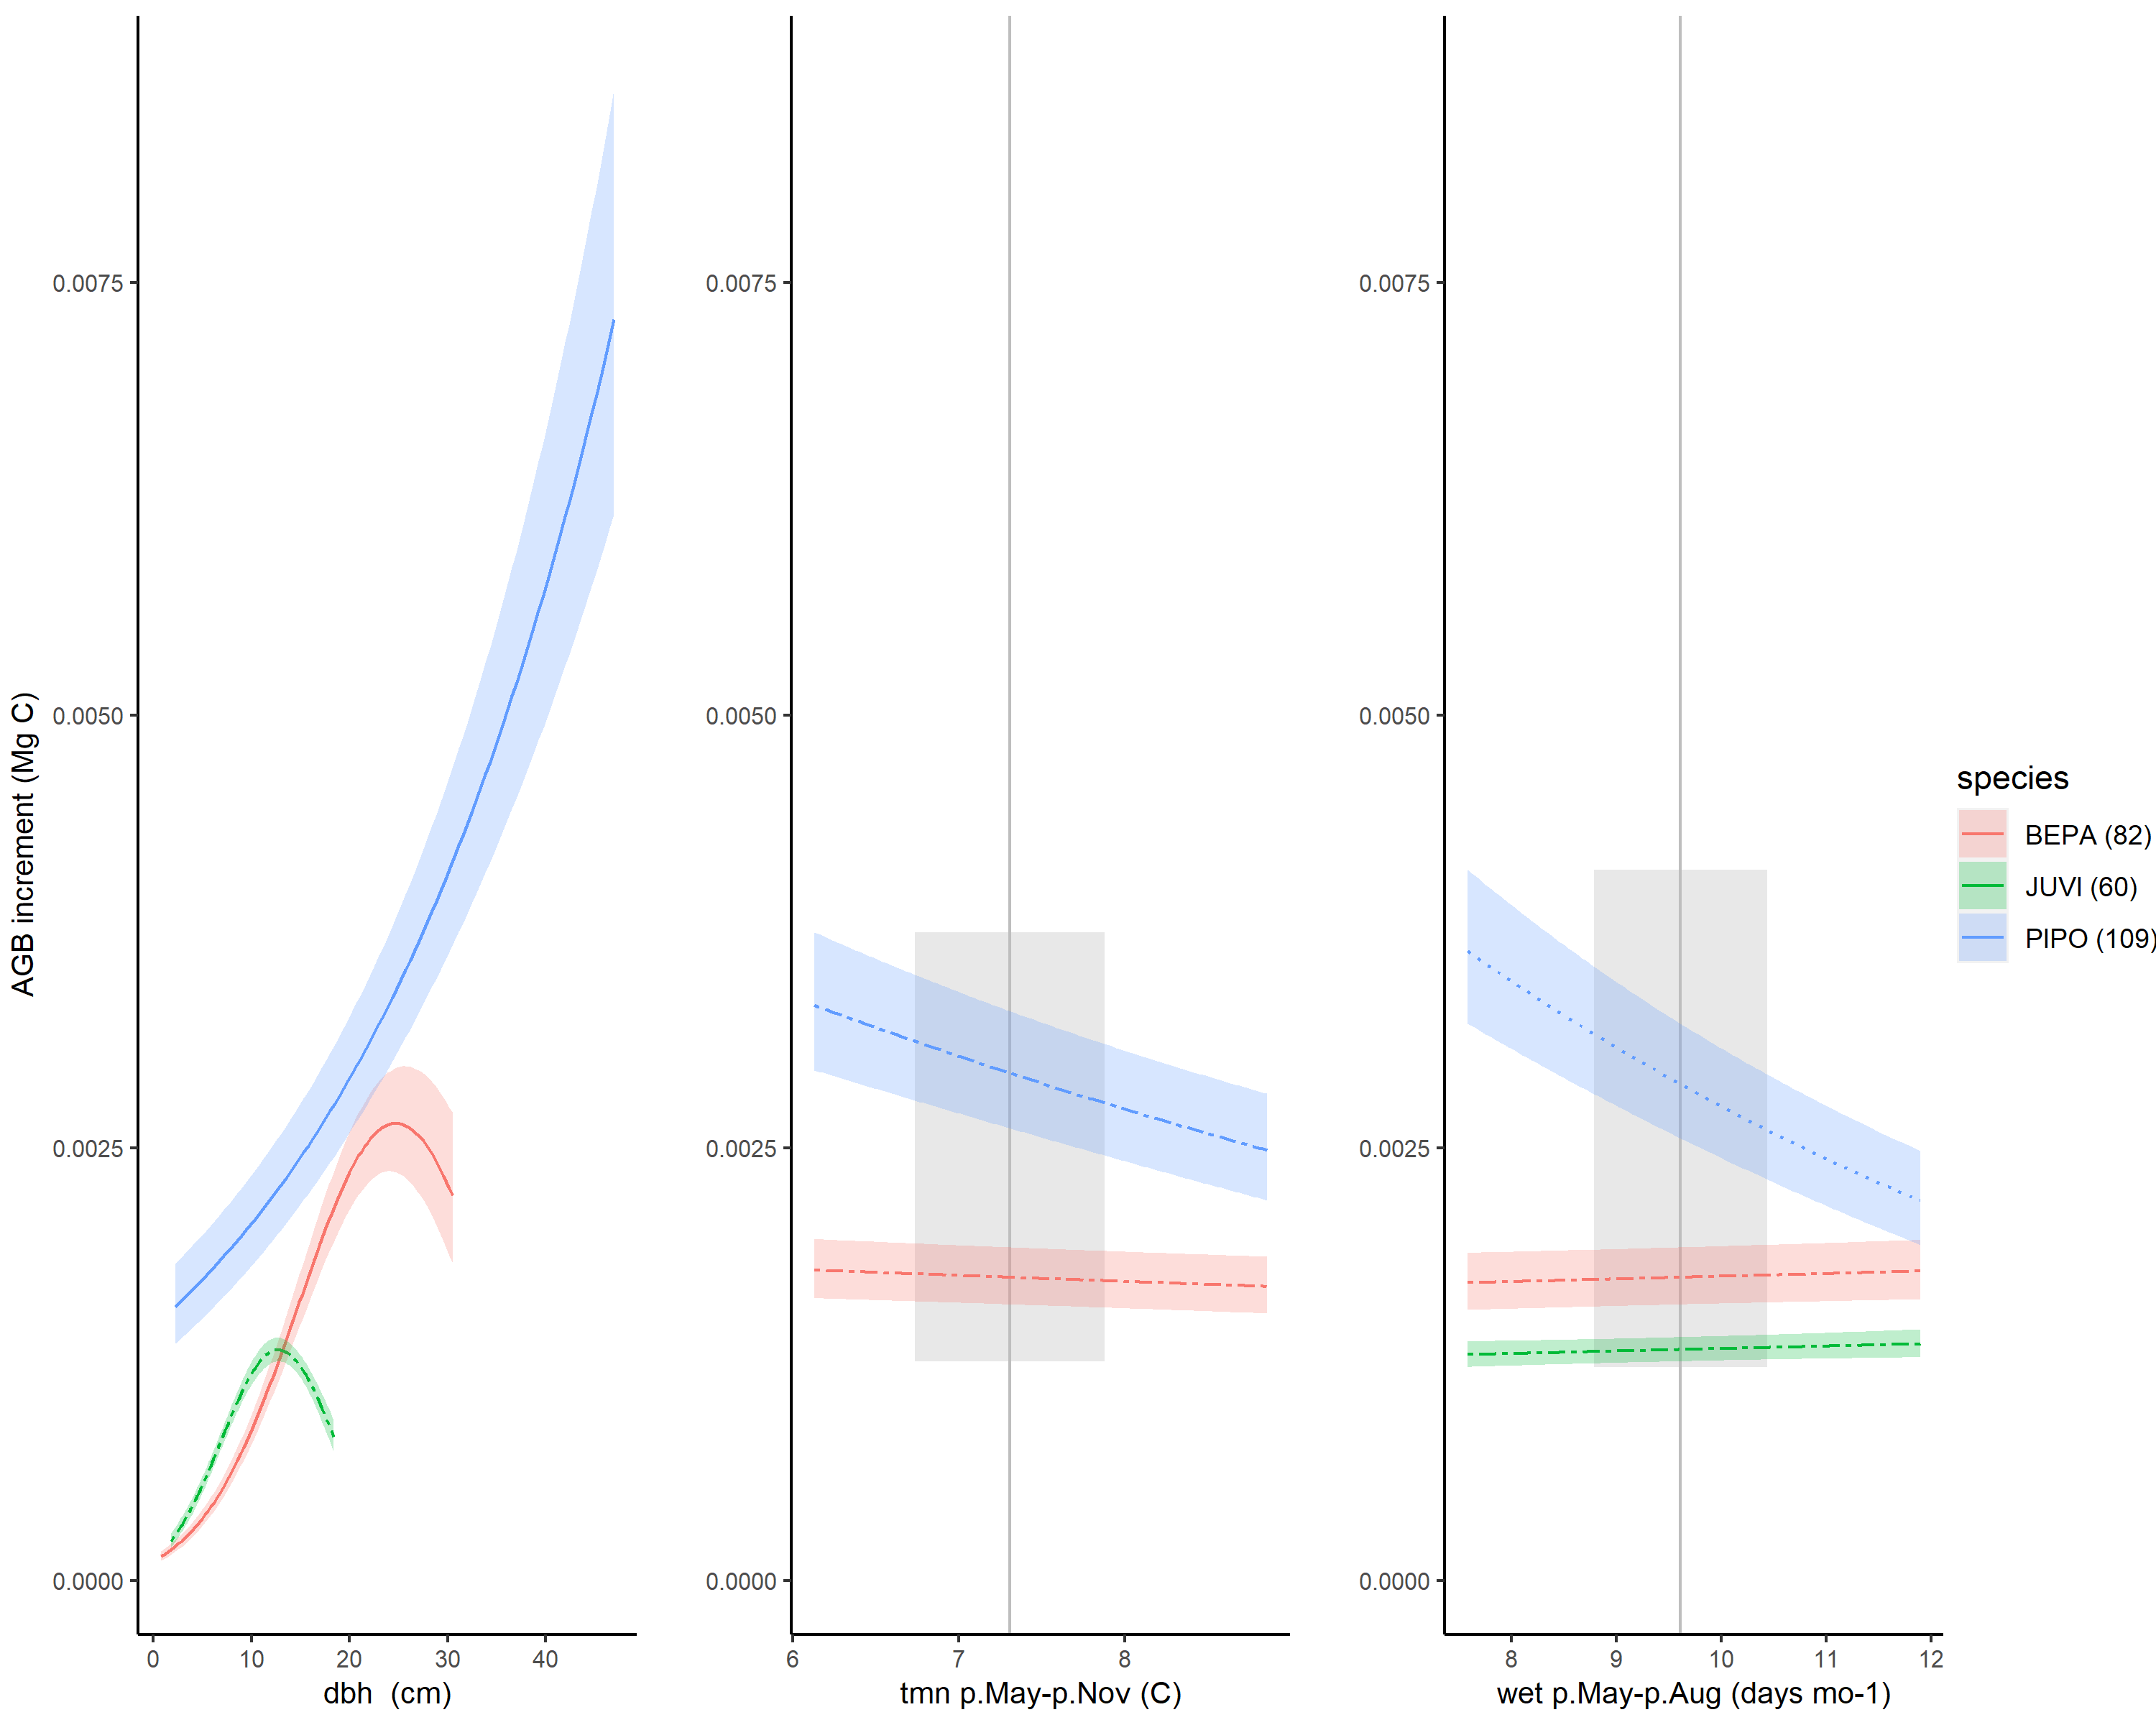 AGB increment (Mg C)
0.0075
0.0050
0.0025
0.0000
0 10 20 30 40
dbh (cm)
0.0075
0.0050
0.0025
0.0000
6 7 8
tmn p.May-p.Nov (C)
0.0075
0.0050
0.0025
0.0000
8 9 10 11 12
wet p.May-p.Aug (days mo-1)
species
BEPA (82)
JUVI (60)
PIPO (109)